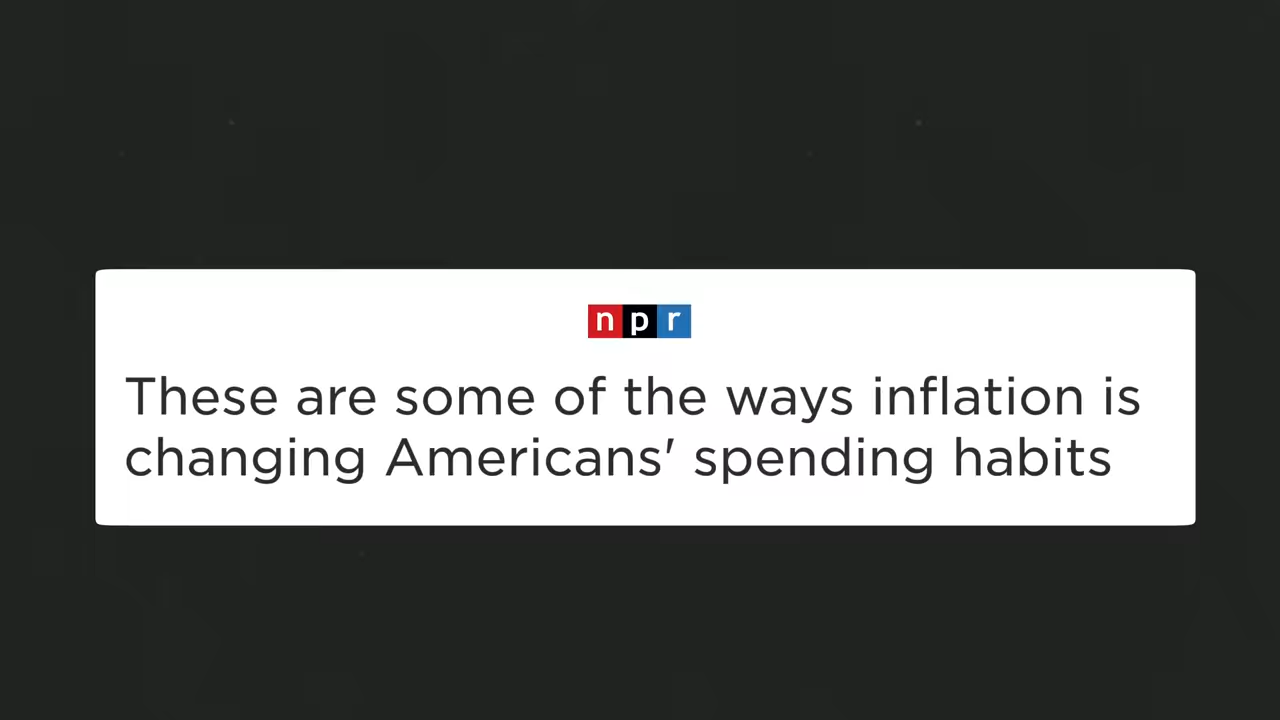 npr
These are some of the ways inflation is
changing Americans' spending habits